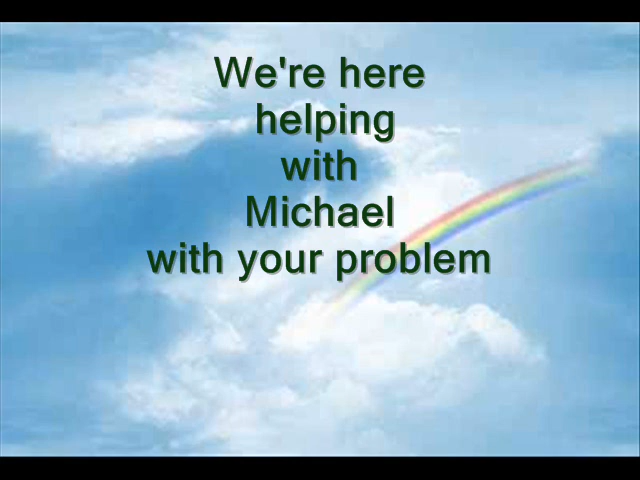 We're here
helping
with
Michael
with your problem